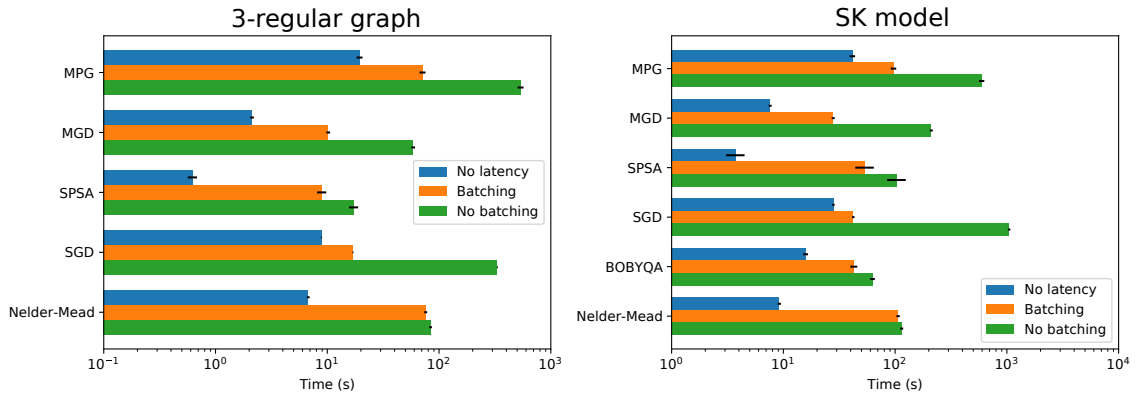 3-regular graph
MPG
MGD
SPSA
SGD
Nelder-Mead
No latency
Batching
No batching
10⁻¹ 10⁰ 10¹ 10² 10³
Time (s)
SK model
MPG
MGD
SPSA
SGD
BOBYQA
Nelder-Mead
No latency
Batching
No batching
10⁰ 10¹ 10² 10³ 10⁴
Time (s)